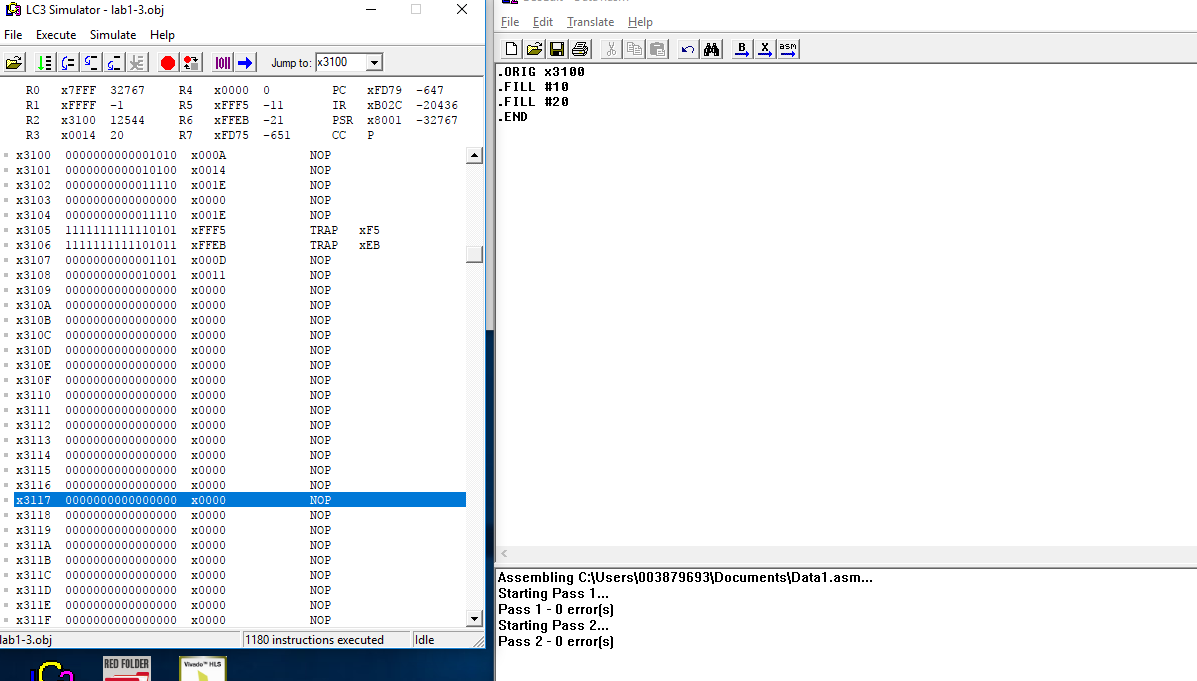 LC3 Simulator - lab1-3.obj
File Execute Simulate Help
Jump to: x3100
R0 x7FFF 32767 R4 x0000 0 PC xFD79 -647
R1 xFFFF -1 R5 xFFF5 -11 IR xB02C -20436
R2 x3100 12544 R6 xFFEB -21 PSR x8001 -32767
R3 x0014 20 R7 xFD75 -651 CC P
x3100 0000000000001010 x000A NOP
x3101 0000000000010100 x0014 NOP
x3102 0000000000011110 x001E NOP
x3103 0000000000000000 x0000 NOP
x3104 0000000000011110 x001E NOP
x3105 1111111111110101 xFFF5 TRAP xF5
x3106 1111111111101011 xFFEB TRAP xEB
x3107 0000000000001101 x000D NOP
x3108 0000000000010001 x0011 NOP
x3109 0000000000000000 x0000 NOP
x310A 0000000000000000 x0000 NOP
x310B 0000000000000000 x0000 NOP
x310C 0000000000000000 x0000 NOP
x310D 0000000000000000 x0000 NOP
x310E 0000000000000000 x0000 NOP
x310F 0000000000000000 x0000 NOP
x3110 0000000000000000 x0000 NOP
x3111 0000000000000000 x0000 NOP
x3112 0000000000000000 x0000 NOP
x3113 0000000000000000 x0000 NOP
x3114 0000000000000000 x0000 NOP
x3115 0000000000000000 x0000 NOP
x3116 0000000000000000 x0000 NOP
x3117 0000000000000000 x0000 NOP
x3118 0000000000000000 x0000 NOP
x3119 0000000000000000 x0000 NOP
x311A 0000000000000000 x0000 NOP
x311B 0000000000000000 x0000 NOP
x311C 0000000000000000 x0000 NOP
x311D 0000000000000000 x0000 NOP
x311E 0000000000000000 x0000 NOP
x311F 0000000000000000 x0000 NOP
lab1-3.obj 1180 instructions executed Idle
RED FOLDER
Vivado™ HLS
File Edit Translate Help
B X asm
.ORIG x3100
.FILL #10
.FILL #20
.END
Assembling C:\Users\003879693\Documents\Data1.asm...
Starting Pass 1...
Pass 1 - 0 error(s)
Starting Pass 2...
Pass 2 - 0 error(s)